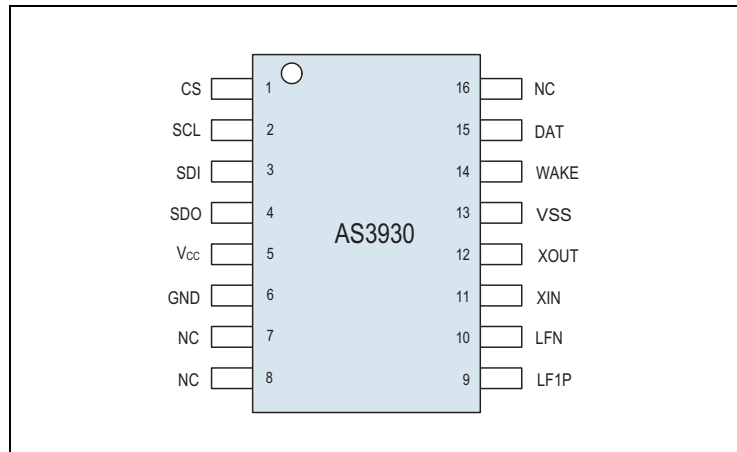 CS 1 16 NC
SCL 2 15 DAT
SDI 3 14 WAKE
SDO 4 13 VSS
AS3930
Vcc 5 12 XOUT
GND 6 11 XIN
NC 7 10 LFN
NC 8 9 LF1P